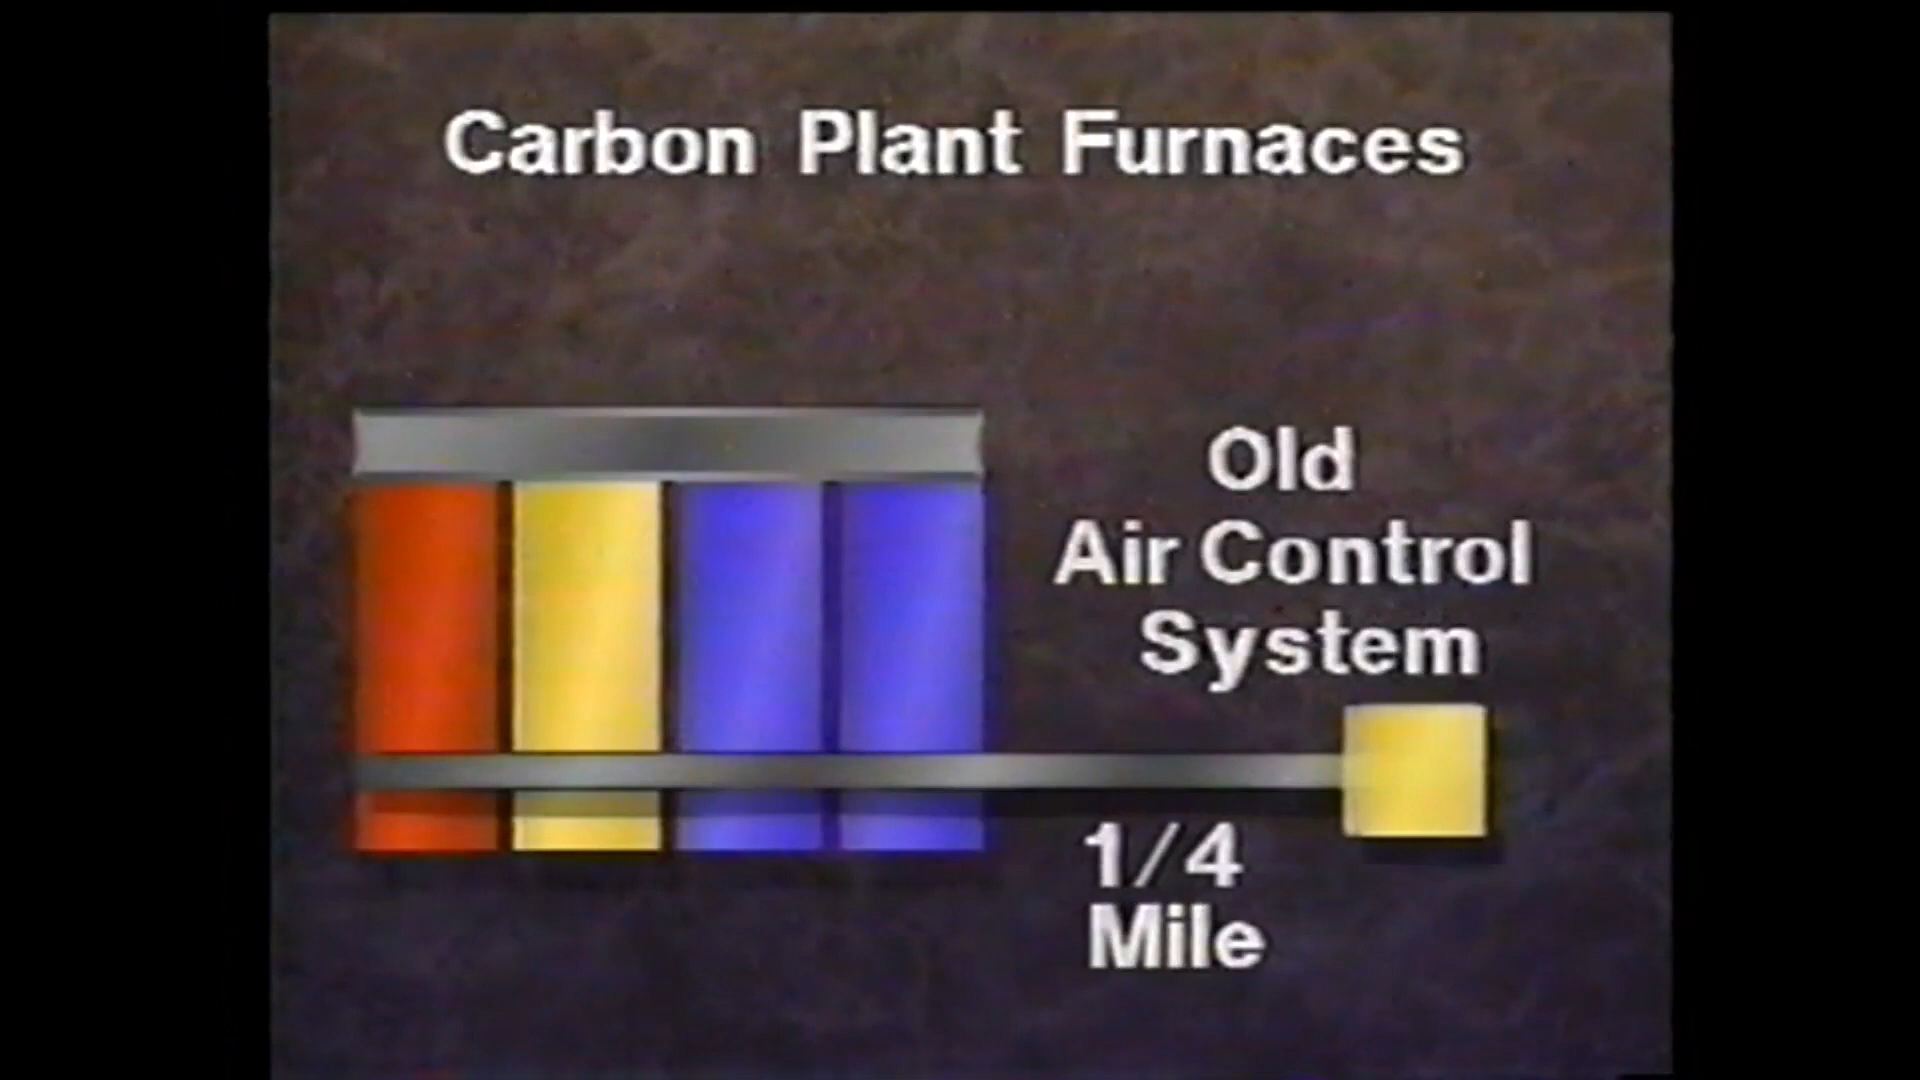 Carbon Plant Furnaces
Old
Air Control
System
1/4
Mile